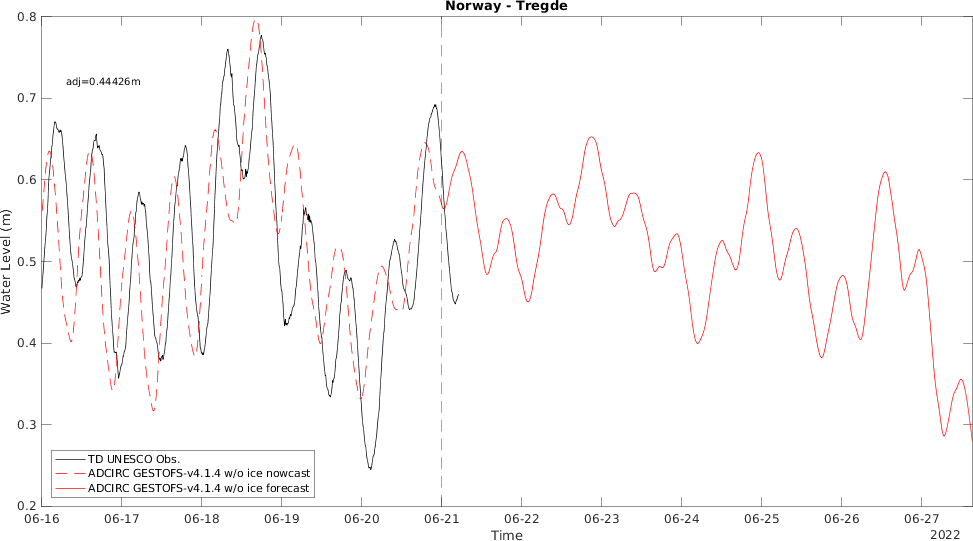 Norway - Tregde
0.8
0.7
0.6
0.5
0.4
0.3
0.2
Water Level (m)
adj=0.44426m
TD UNESCO Obs.
ADCIRC GESTOFS-v4.1.4 w/o ice nowcast
ADCIRC GESTOFS-v4.1.4 w/o ice forecast
06-16 06-17 06-18 06-19 06-20 06-21 06-22 06-23 06-24 06-25 06-26 06-27
Time
2022